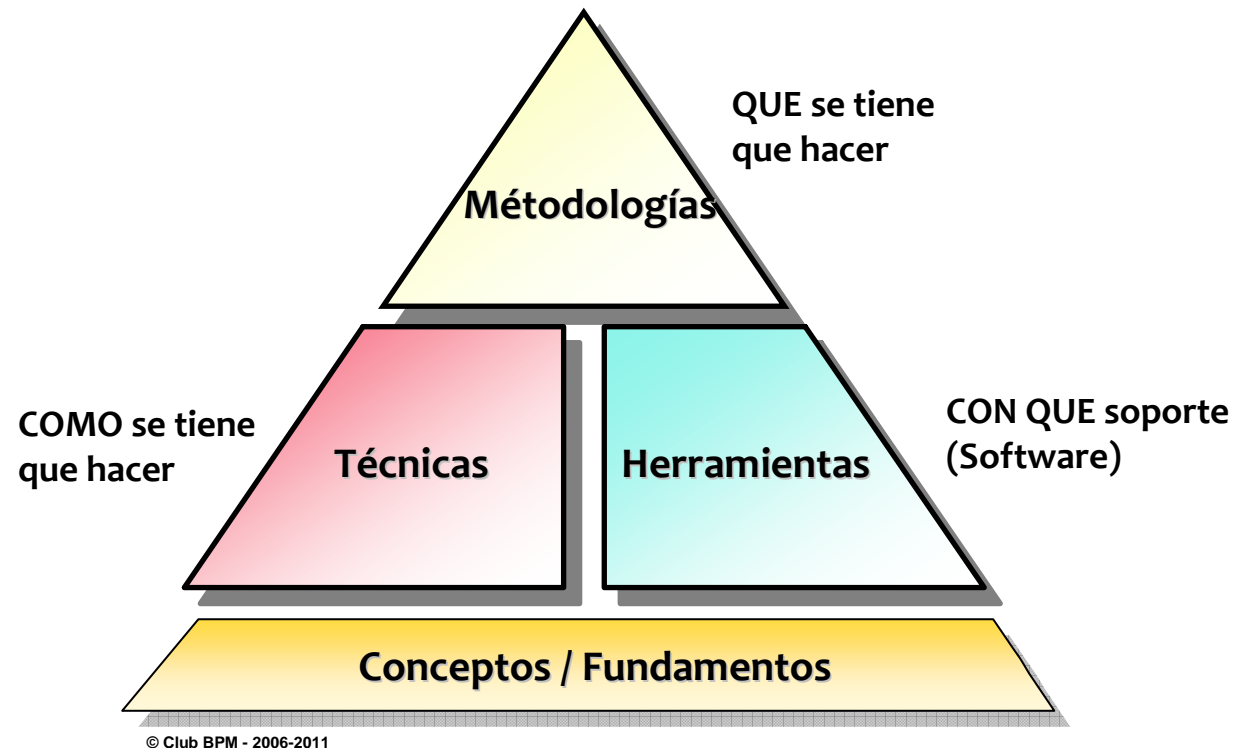 QUE se tiene
que hacer
Métodologías
COMO se tiene
que hacer
Técnicas
Herramientas
CON QUE soporte
(Software)
Conceptos / Fundamentos
© Club BPM - 2006-2011